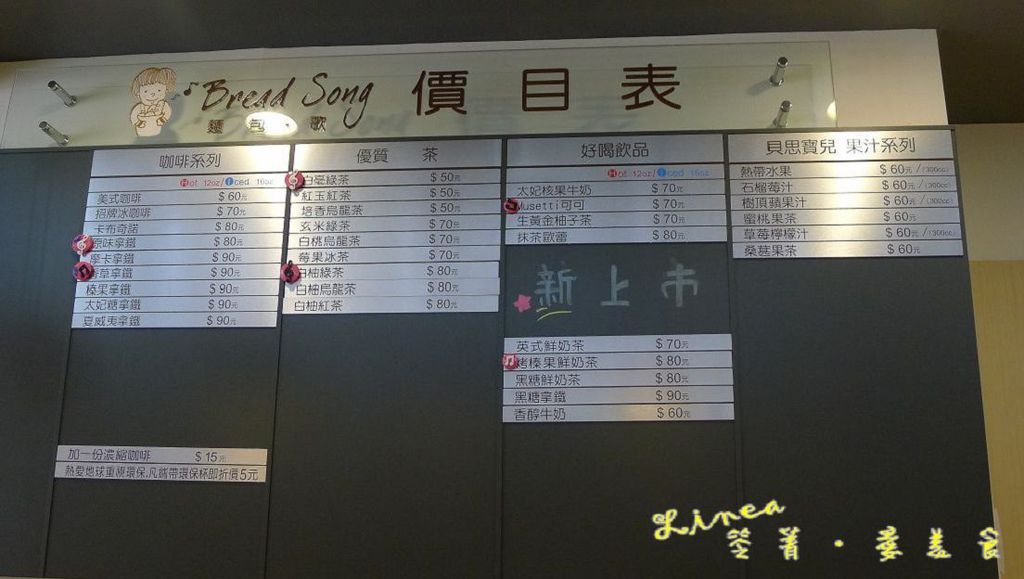 Bread Song 價目表
麵包·歌
咖啡系列
Hot 12oz/Iced 16oz
美式咖啡 $60元
招牌冰咖啡 $70元
卡布奇諾 $80元
原味拿鐵 $80元
摩卡拿鐵 $90元
香草拿鐵 $90元
榛果拿鐵 $90元
太妃糖拿鐵 $90元
夏威夷拿鐵 $90元
加一份濃縮咖啡 $15元
熱愛地球重視環保,凡攜帶環保杯即折價5元
優質 茶
白毫綠茶 $50元
紅玉紅茶 $50元
培香烏龍茶 $50元
玄米綠茶 $70元
白桃烏龍茶 $70元
莓果冰茶 $70元
白柚綠茶 $80元
白柚烏龍茶 $80元
白柚紅茶 $80元
好喝飲品
Hot 12oz/Iced 16oz
太妃核果牛奶 $70元
Musetti可可 $70元
生黃金柚子茶 $70元
抹茶歐蕾 $80元
新上市
英式鮮奶茶 $70元
烤榛果鮮奶茶 $80元
黑糖鮮奶茶 $80元
黑糖拿鐵 $90元
香醇牛奶 $60元
貝思寶兒 果汁系列
熱帶水果 $60元/(300cc)
石榴莓汁 $60元/(300cc)
樹頂蘋果汁 $60元/(300cc)
蜜桃果茶 $60元
草莓檸檬汁 $60元/(300cc)
桑葚果茶 $60元
Linea